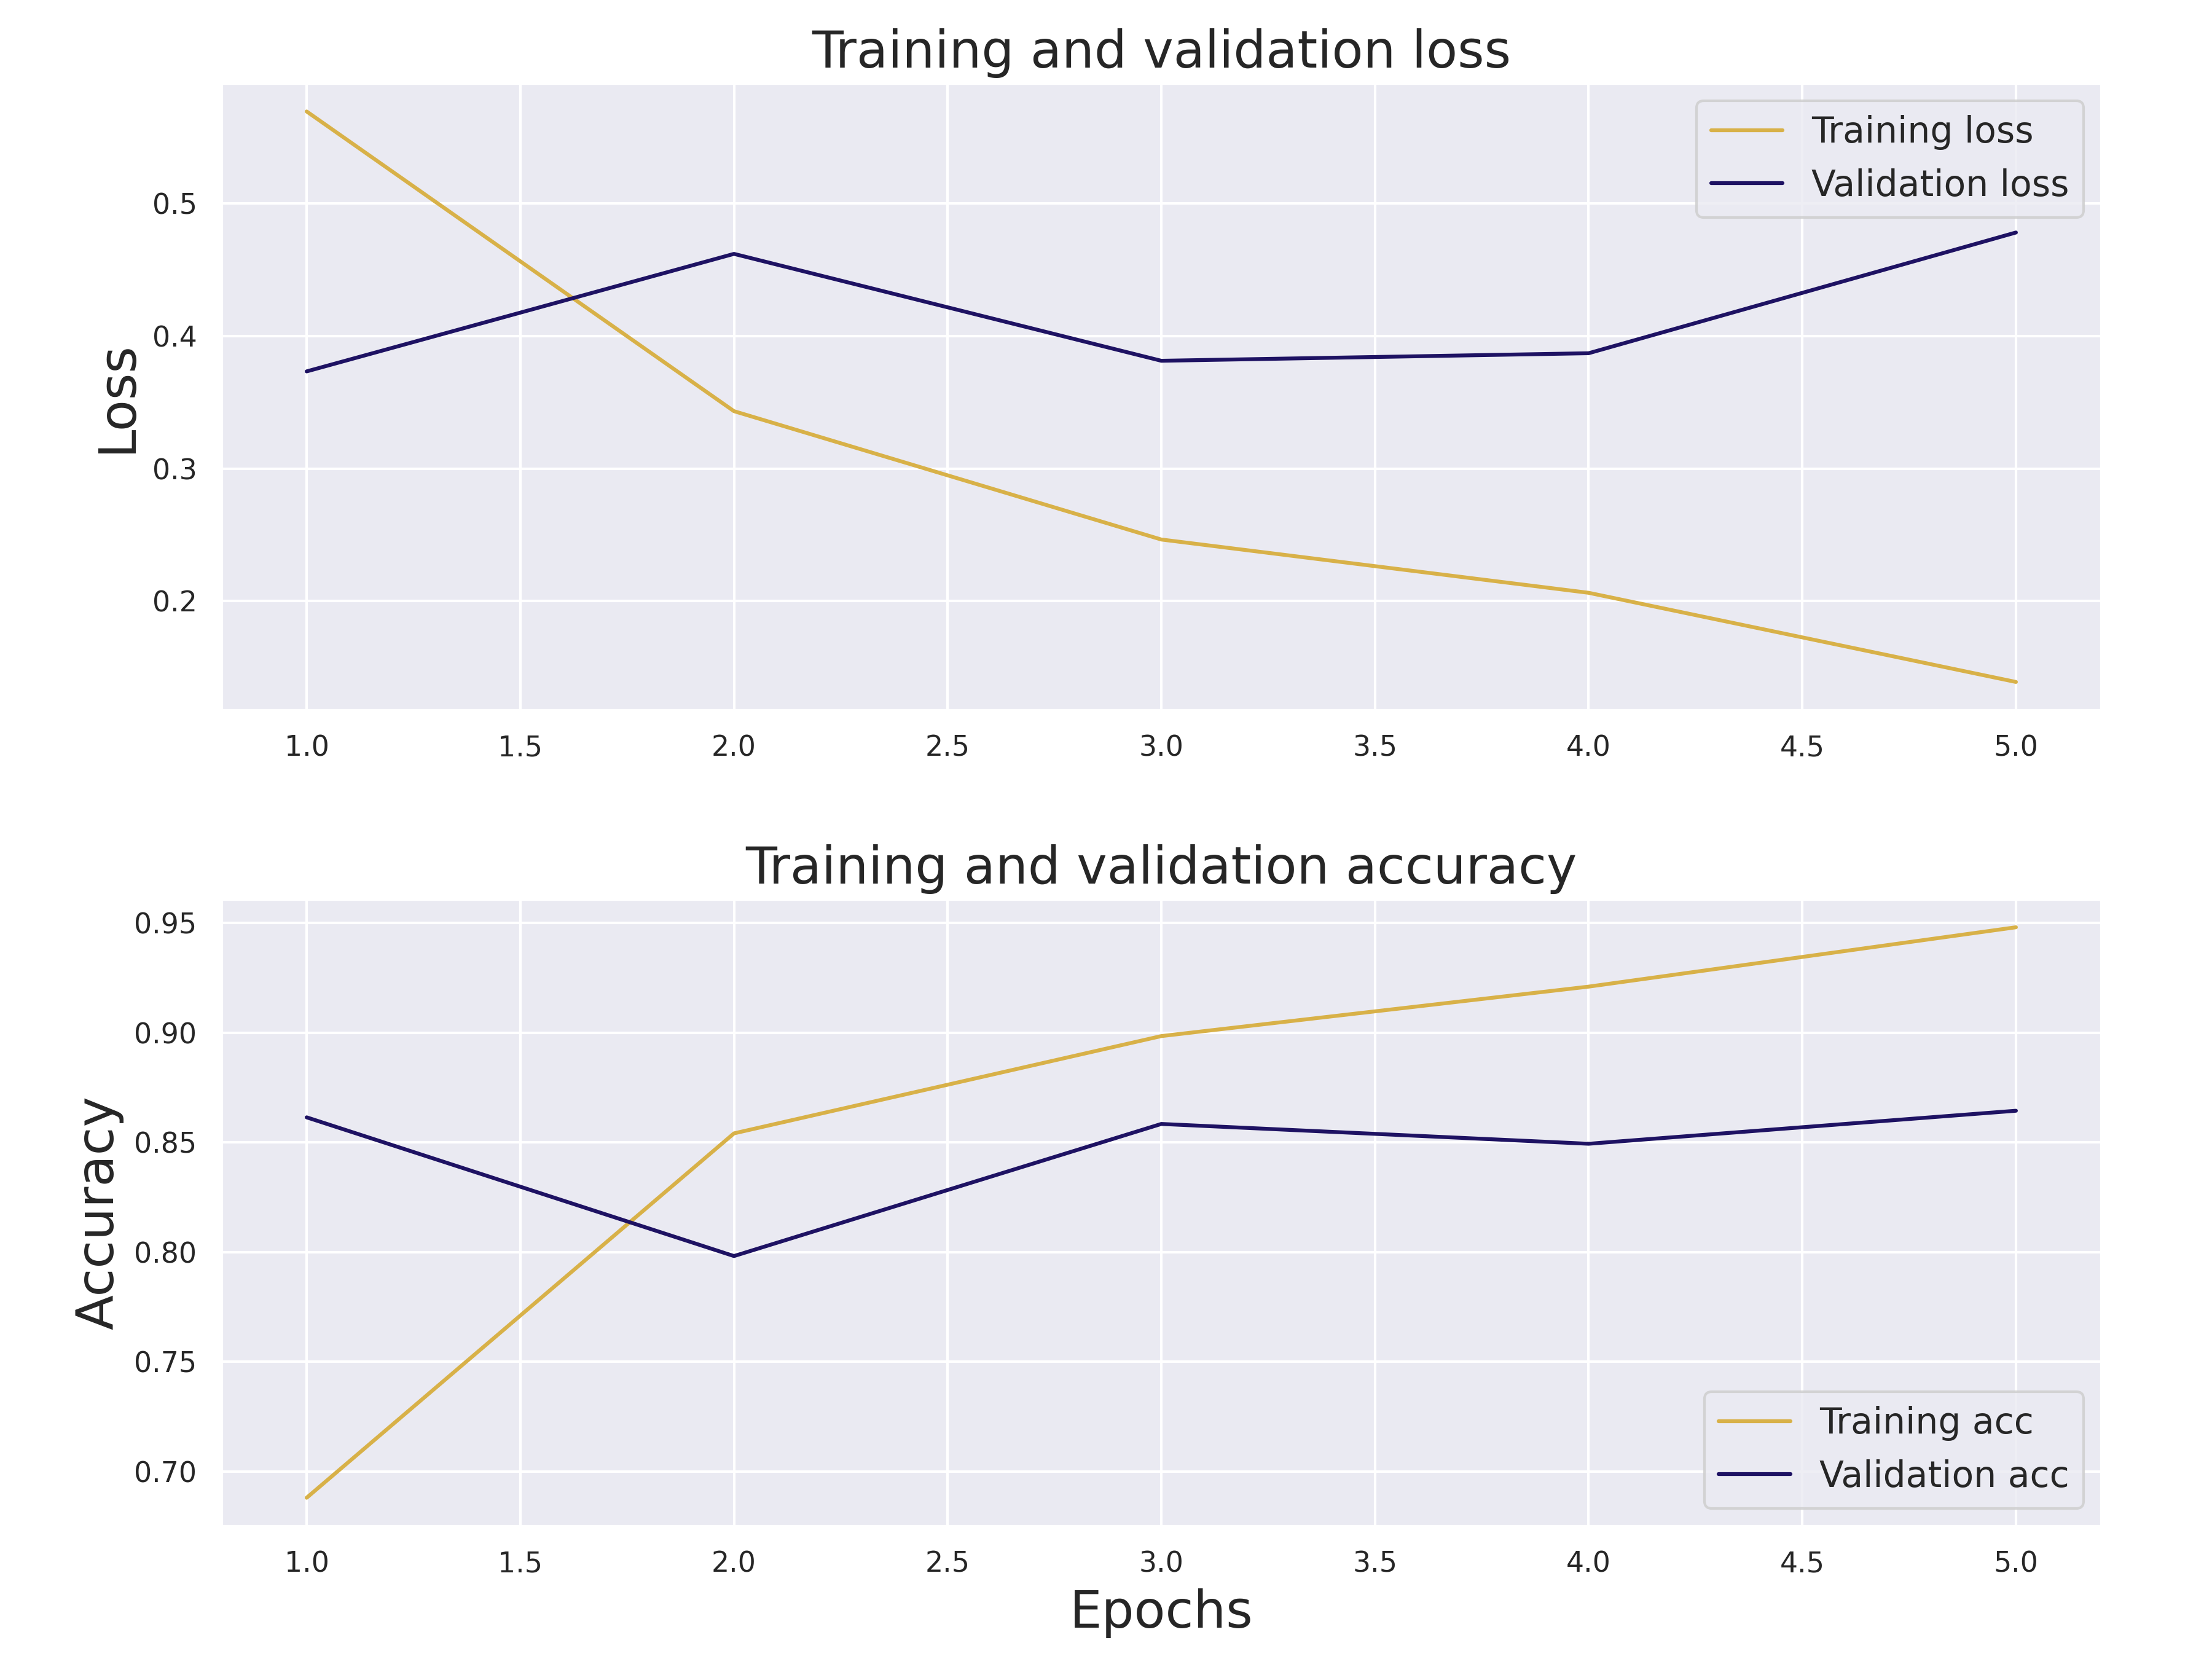 Training and validation loss
Training loss
Validation loss
Loss
0.5
0.4
0.3
0.2
1.0 1.5 2.0 2.5 3.0 3.5 4.0 4.5 5.0
Training and validation accuracy
Accuracy
0.95
0.90
0.85
0.80
0.75
0.70
Training acc
Validation acc
1.0 1.5 2.0 2.5 3.0 3.5 4.0 4.5 5.0
Epochs